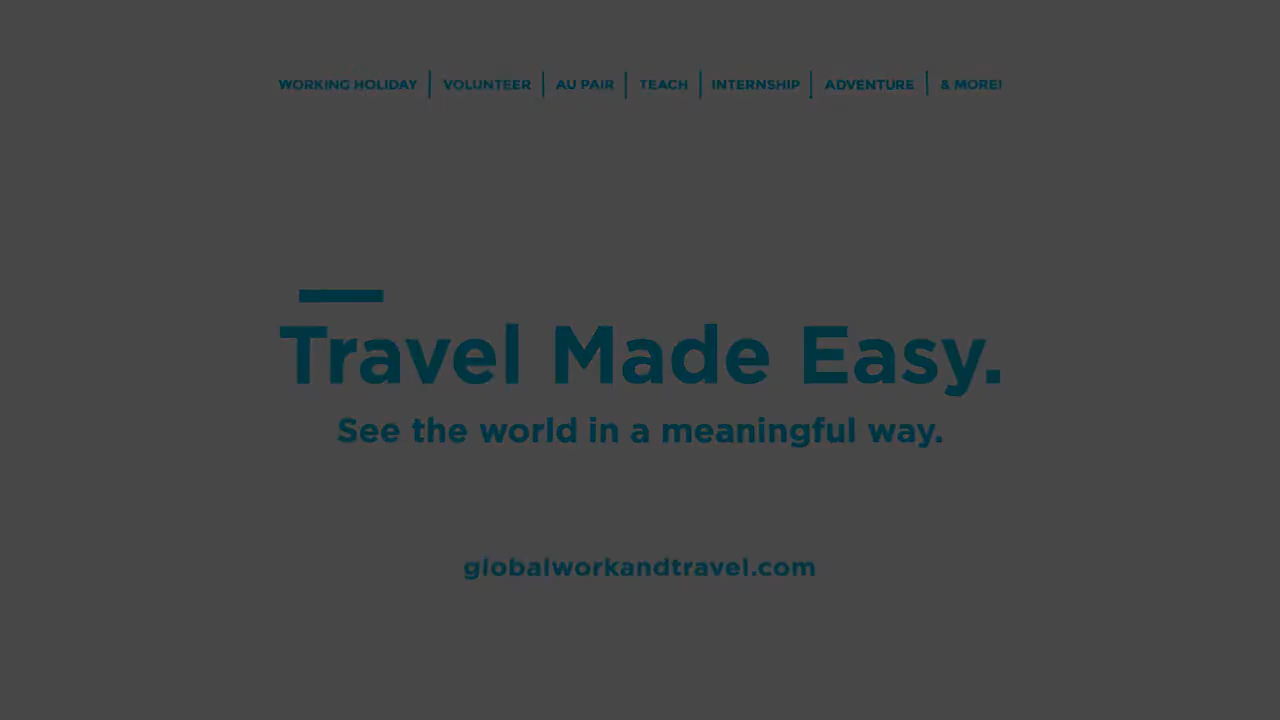 WORKING HOLIDAY | VOLUNTEER | AU PAIR | TEACH | INTERNSHIP | ADVENTURE | & MORE!
Travel Made Easy.
See the world in a meaningful way.
globalworkandtravel.com